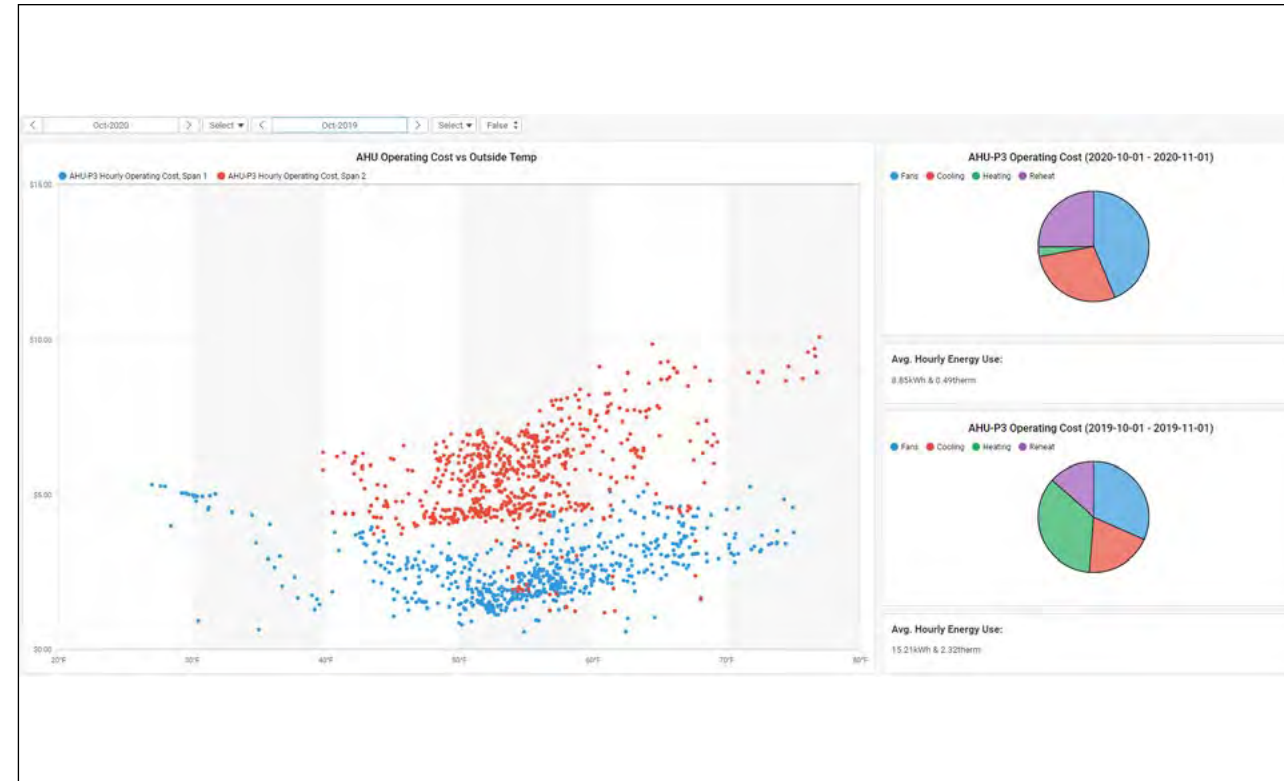 Oct-2020 Select Oct-2019 Select False
AHU Operating Cost vs Outside Temp
AHU-P3 Hourly Operating Cost, Span 1 AHU-P3 Hourly Operating Cost, Span 2
$15.00
$10.00
$5.00
$0.00
20°F 30°F 40°F 50°F 60°F 70°F 80°F
AHU-P3 Operating Cost (2020-10-01 - 2020-11-01)
Fans Cooling Heating Reheat
Avg. Hourly Energy Use:
8.85kWh & 0.49therm
AHU-P3 Operating Cost (2019-10-01 - 2019-11-01)
Fans Cooling Heating Reheat
Avg. Hourly Energy Use:
15.21kWh & 2.32therm